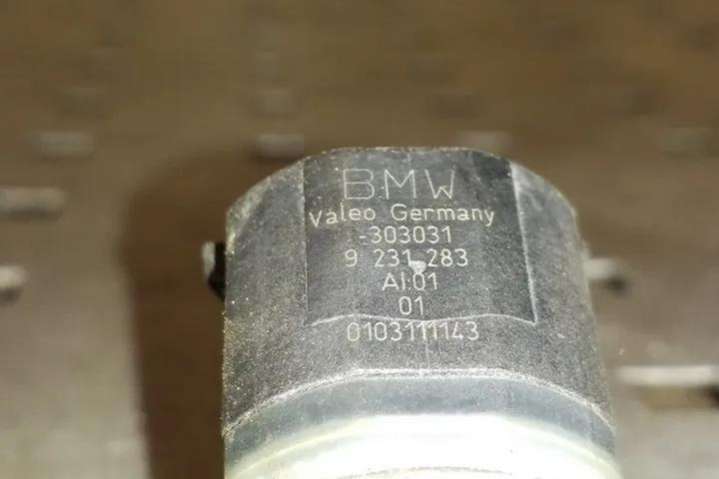 BMW
Valeo Germany
-303031
9 231 283
AI:01
01
0103111143